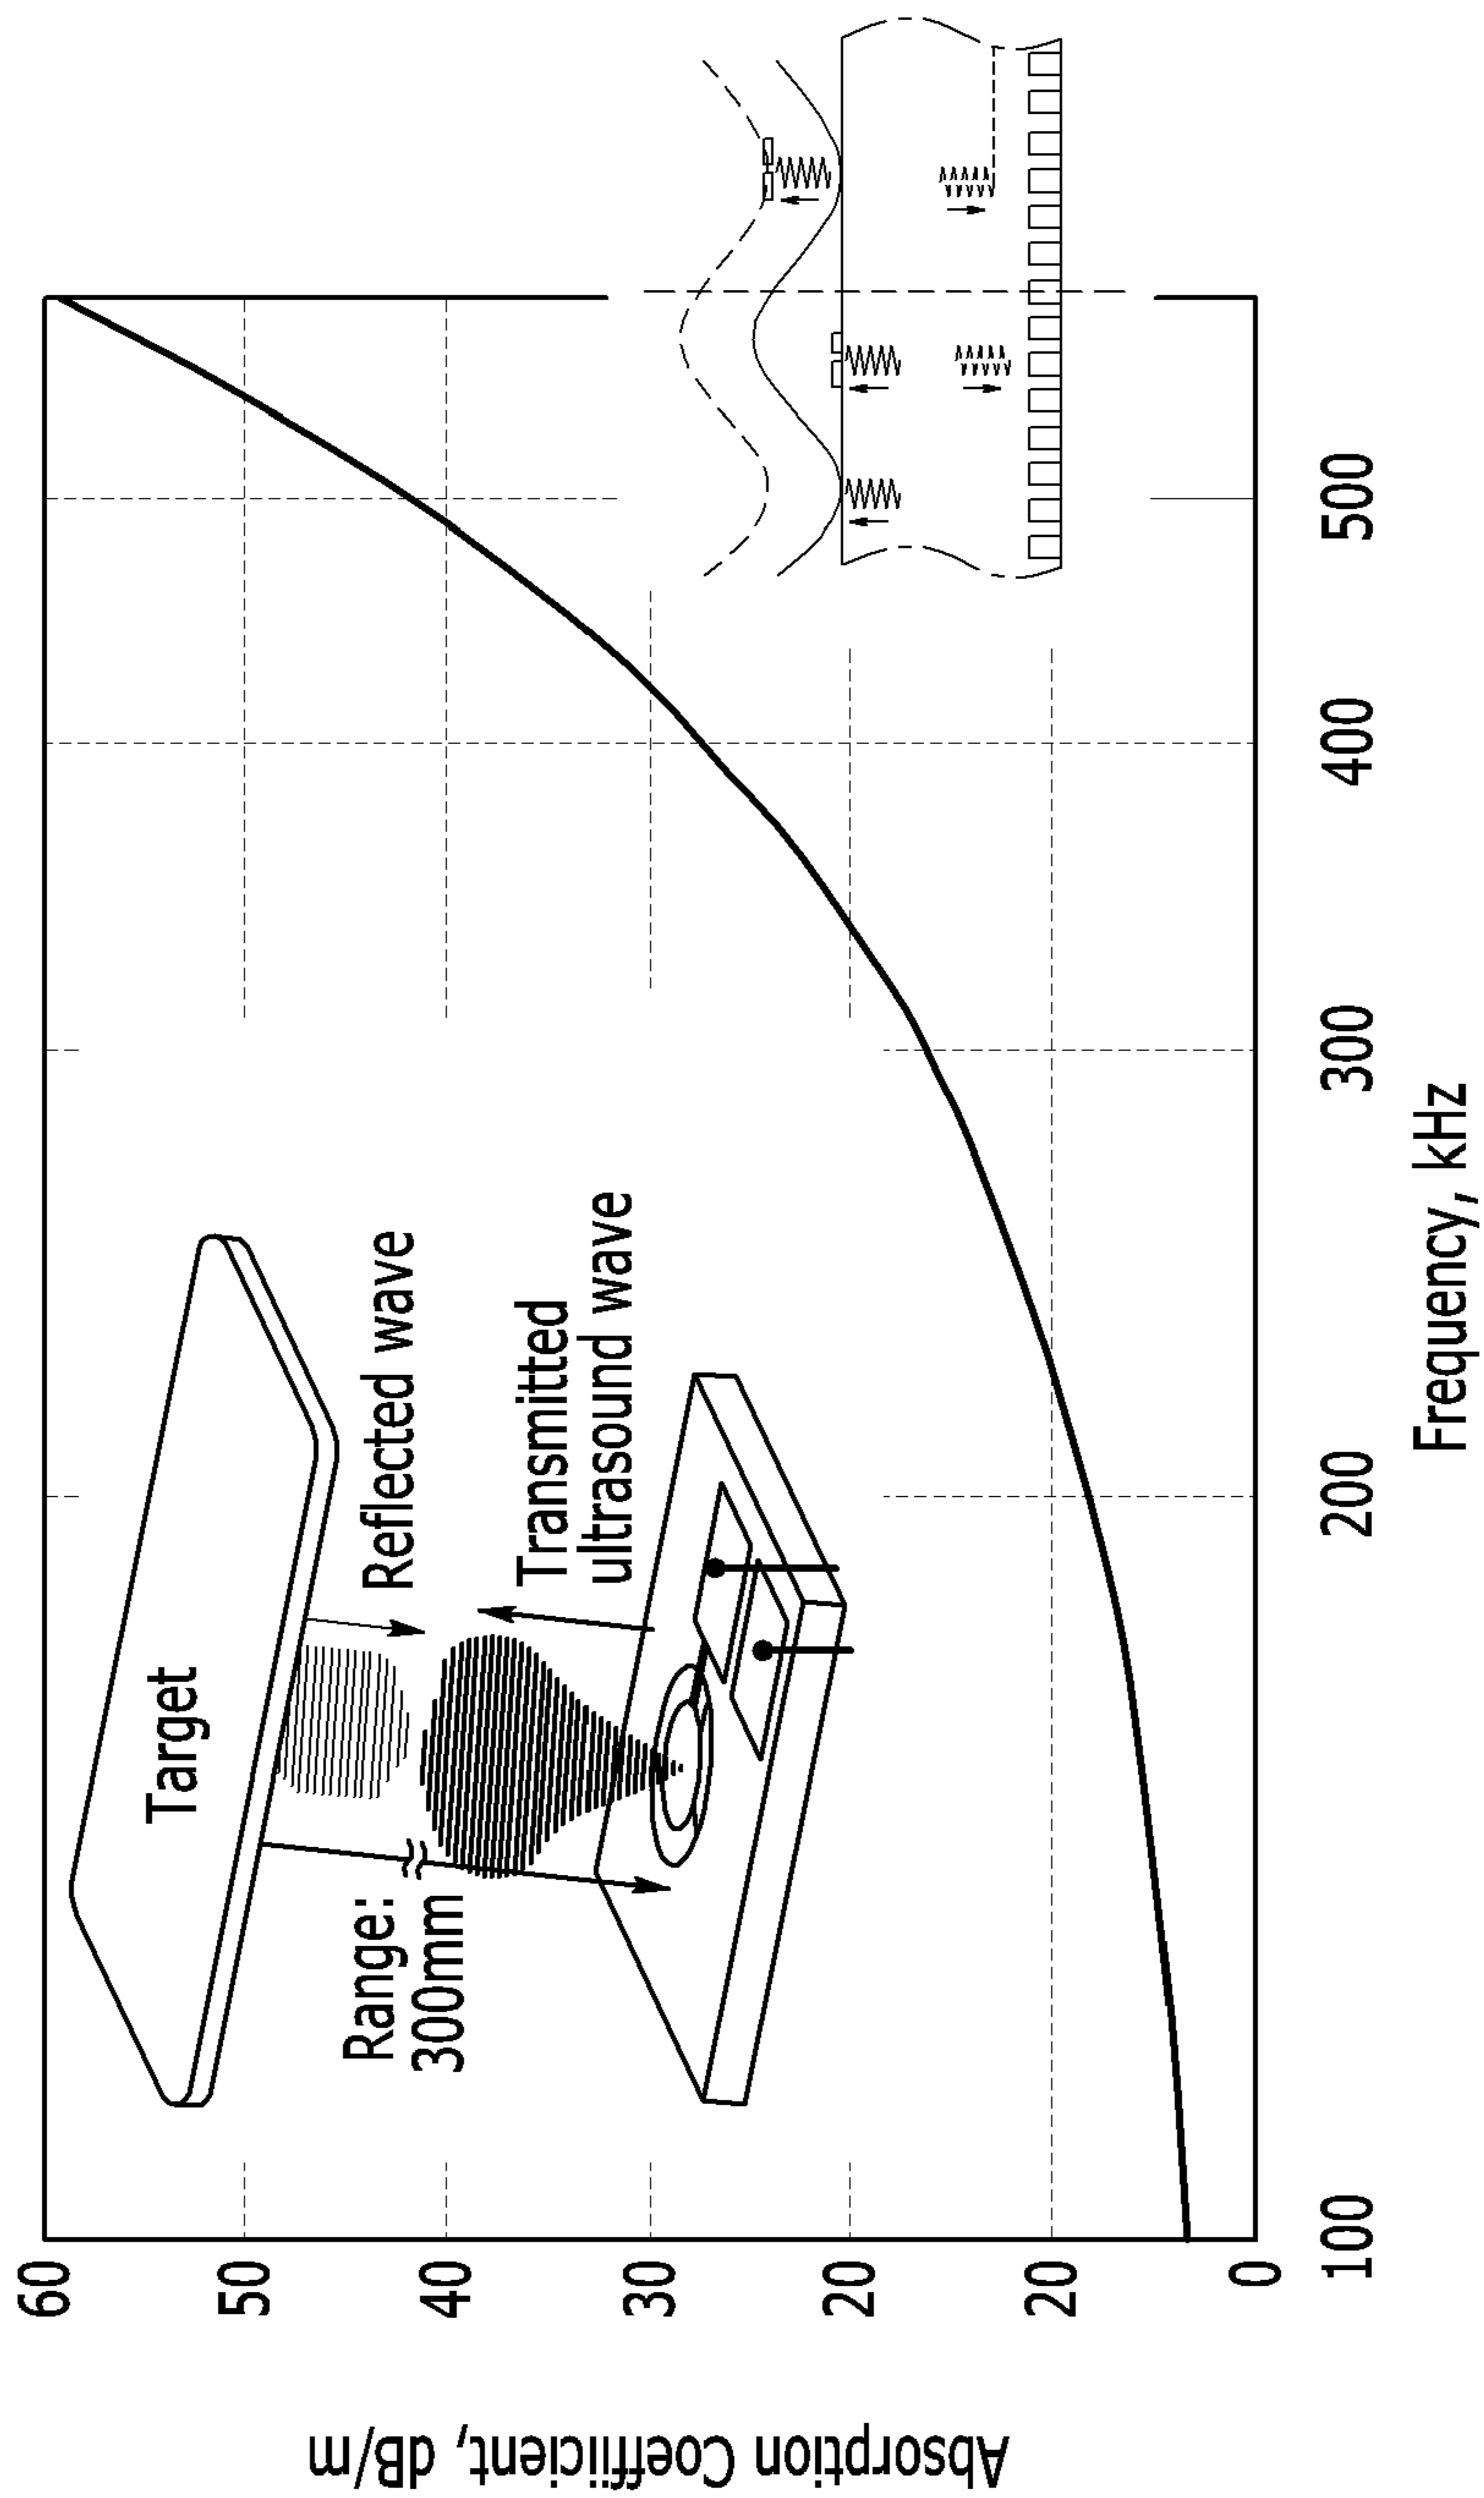 Absorption Coeffiicient, dB/m
60
50
40
30
20
20
0
Target
Range:
300mm
Reflected wave
Transmitted
ultrasound wave
100
200
300
400
500
Frequency, kHz